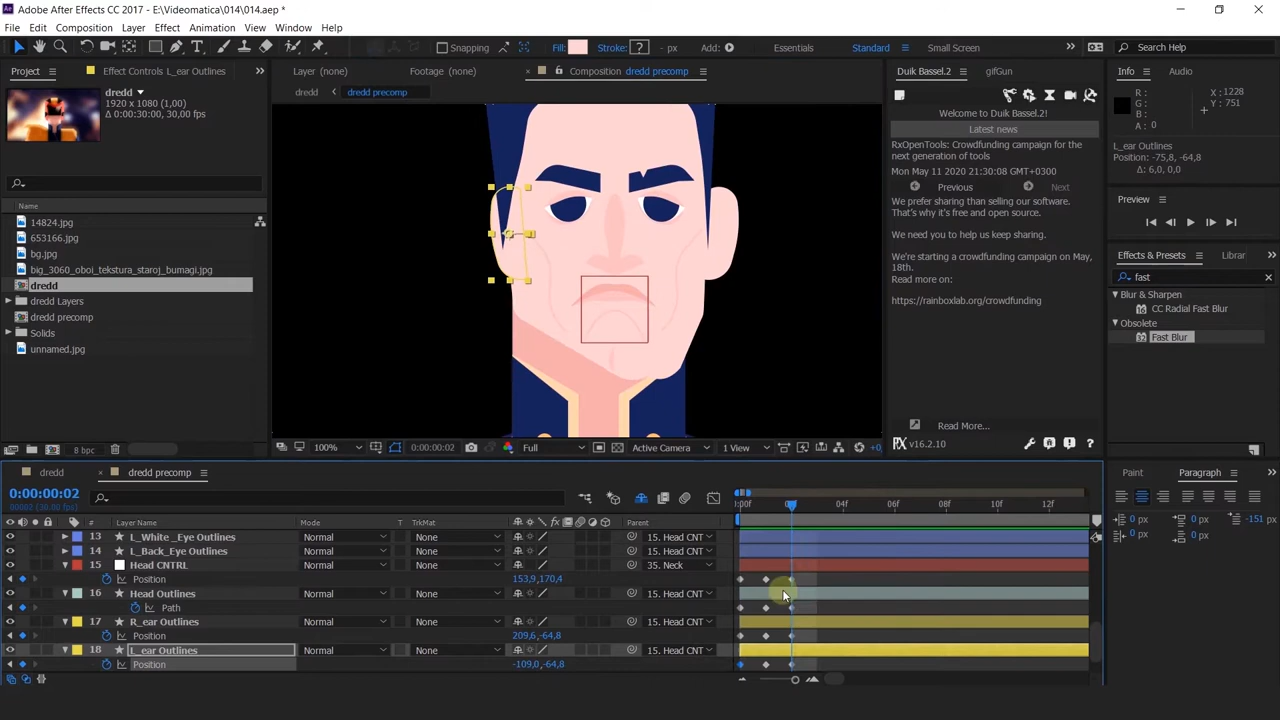 Adobe After Effects CC 2017 - E:\Videomatica\014\014.aep *
File Edit Composition Layer Effect Animation View Window Help
Snapping Fill: Stroke: ? - px Add: Essentials Standard Small Screen Search Help
Project Effect Controls L_ear Outlines
dredd
1920 x 1080 (1,00)
Δ 0:00:30:00, 30,00 fps
Name
14824.jpg
653166.jpg
bg.jpg
big_3060_oboi_tekstura_staroj_bumagi.jpg
dredd
dredd Layers
dredd precomp
Solids
unnamed.jpg
8 bpc
Layer (none) Footage (none) Composition dredd precomp
dredd dredd precomp
100% 0:00:00:02 Full Active Camera 1 View +0,
Duik Bassel.2 gifGun
Welcome to Duik Bassel.2!
Latest news
RxOpenTools: Crowdfunding campaign for the
next generation of tools
Mon May 11 2020 21:30:08 GMT+0300
Previous Next
We prefer sharing than selling our software.
That's why it's free and open source.
We need you to help us keep sharing.
We're starting a crowdfunding campaign on May,
18th.
Read more on:
https://rainboxlab.org/crowdfunding
Read More...
RX v16.2.10
Info Audio
R :
G :
B :
A : 0
X : 1228
Y : 751
L_ear Outlines
Position: -75,8, -64,8
Δ: 6,0, 0,0
Preview
Effects & Presets Librar
fast
Blur & Sharpen
32 CC Radial Fast Blur
Obsolete
32 Fast Blur
dredd dredd precomp
0:00:00:02
00002 (30.00 fps)
:00F 04f 06f 08f 10f 12f
# Layer Name Mode T TrkMat Parent
13 L_White _Eye Outlines Normal None 15. Head CNT
14 L_Back_Eye Outlines Normal None 15. Head CNT
15 Head CNTRL Normal None 35. Neck
Position 153,9,170,4
16 Head Outlines Normal None 15. Head CNT
Path
17 R_ear Outlines Normal None 15. Head CNT
Position 209,6,-64,8
18 L_ear Outlines Normal None 15. Head CNT
Position -109,0,-64,8
Paint Paragraph
0 px 0 px -151
0 px 0 px